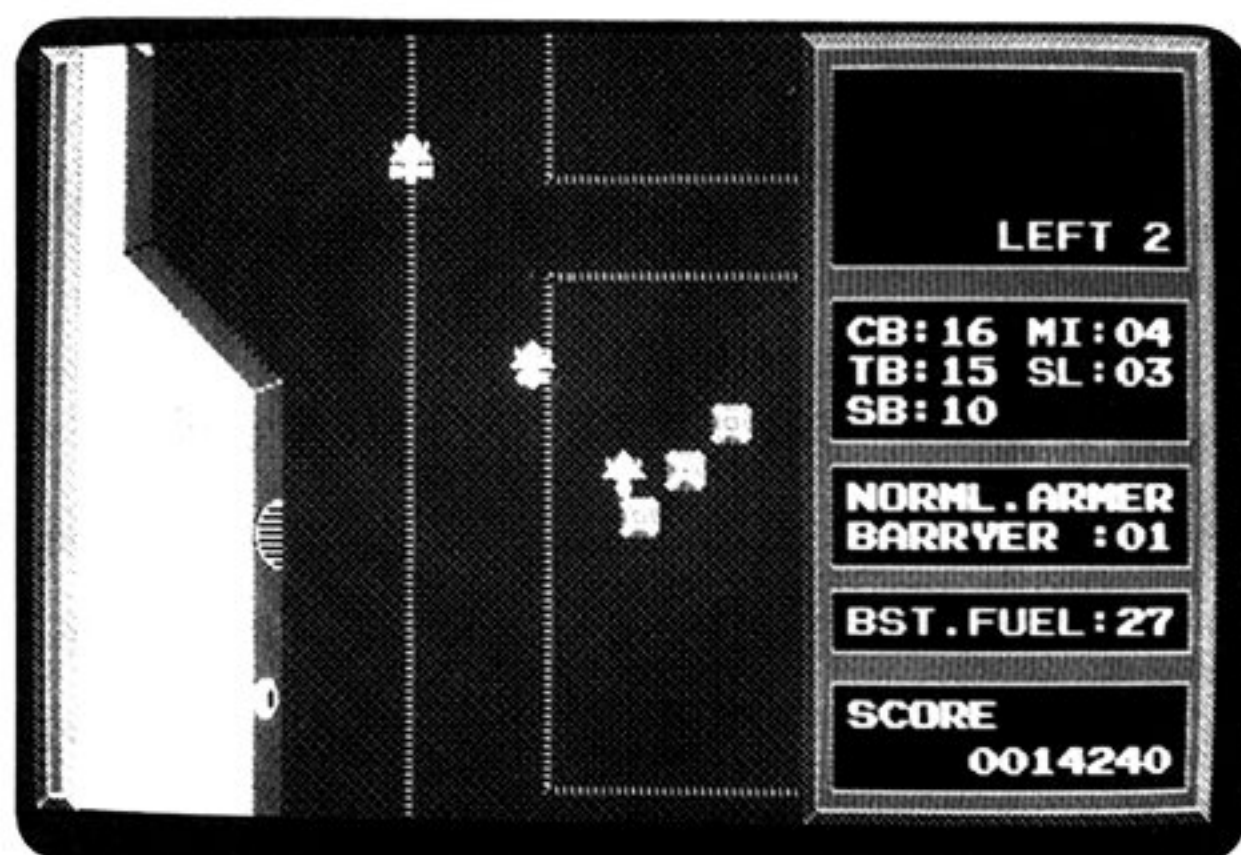 LEFT 2
CB:16 MI:04
TB:15 SL:03
SB:10
NORML.ARMER
BARRYER :01
BST.FUEL:27
SCORE
0014240